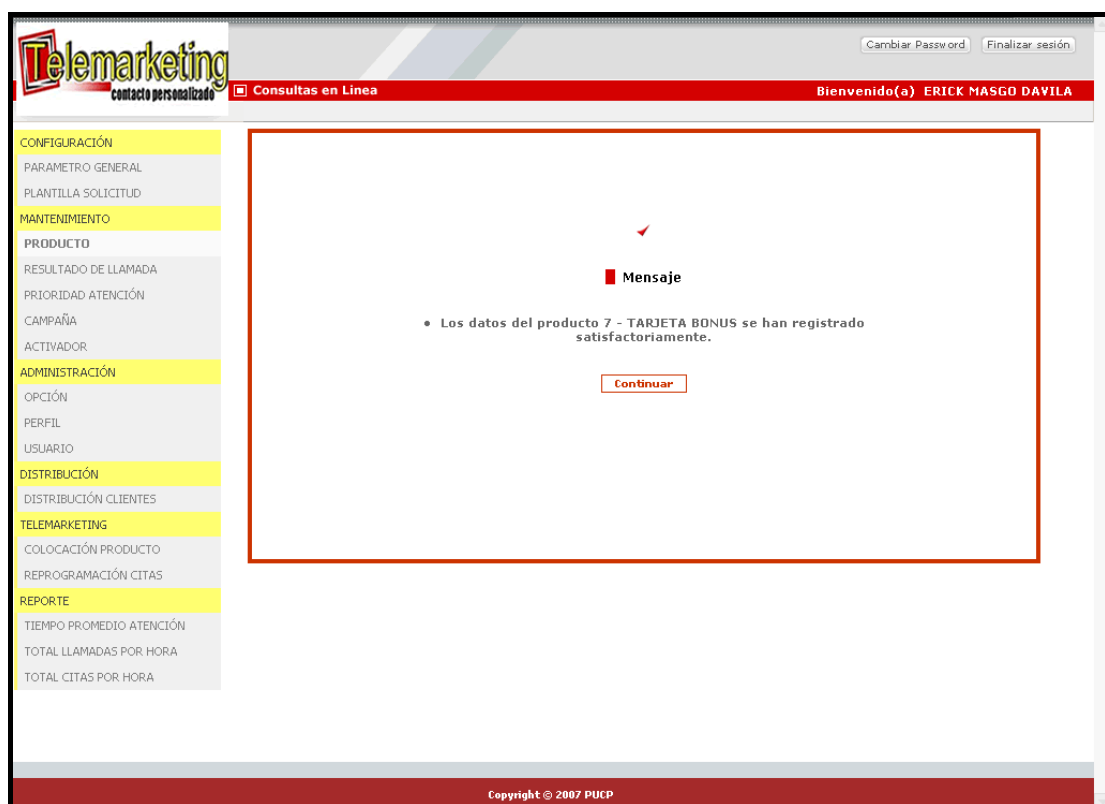 Telemarketing
contacto personalizado
Cambiar Password Finalizar sesión
Consultas en Linea Bienvenido(a) ERICK MASGO DAVILA
CONFIGURACIÓN
PARAMETRO GENERAL
PLANTILLA SOLICITUD
MANTENIMIENTO
PRODUCTO
RESULTADO DE LLAMADA
PRIORIDAD ATENCIÓN
CAMPAÑA
ACTIVADOR
ADMINISTRACIÓN
OPCIÓN
PERFIL
USUARIO
DISTRIBUCIÓN
DISTRIBUCIÓN CLIENTES
TELEMARKETING
COLOCACIÓN PRODUCTO
REPROGRAMACIÓN CITAS
REPORTE
TIEMPO PROMEDIO ATENCIÓN
TOTAL LLAMADAS POR HORA
TOTAL CITAS POR HORA
Mensaje
• Los datos del producto 7 - TARJETA BONUS se han registrado
satisfactoriamente.
Continuar
Copyright © 2007 PUCP